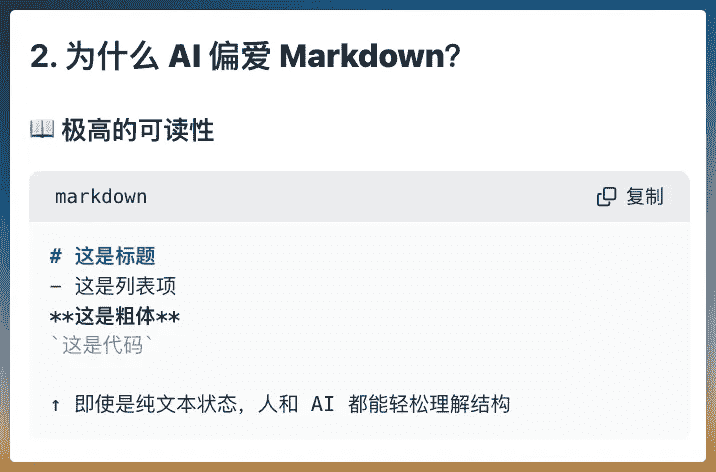 2. 为什么 AI 偏爱 Markdown?
📖 极高的可读性
markdown
复制
# 这是标题
- 这是列表项
**这是粗体**
`这是代码`
↑ 即使是纯文本状态，人和 AI 都能轻松理解结构